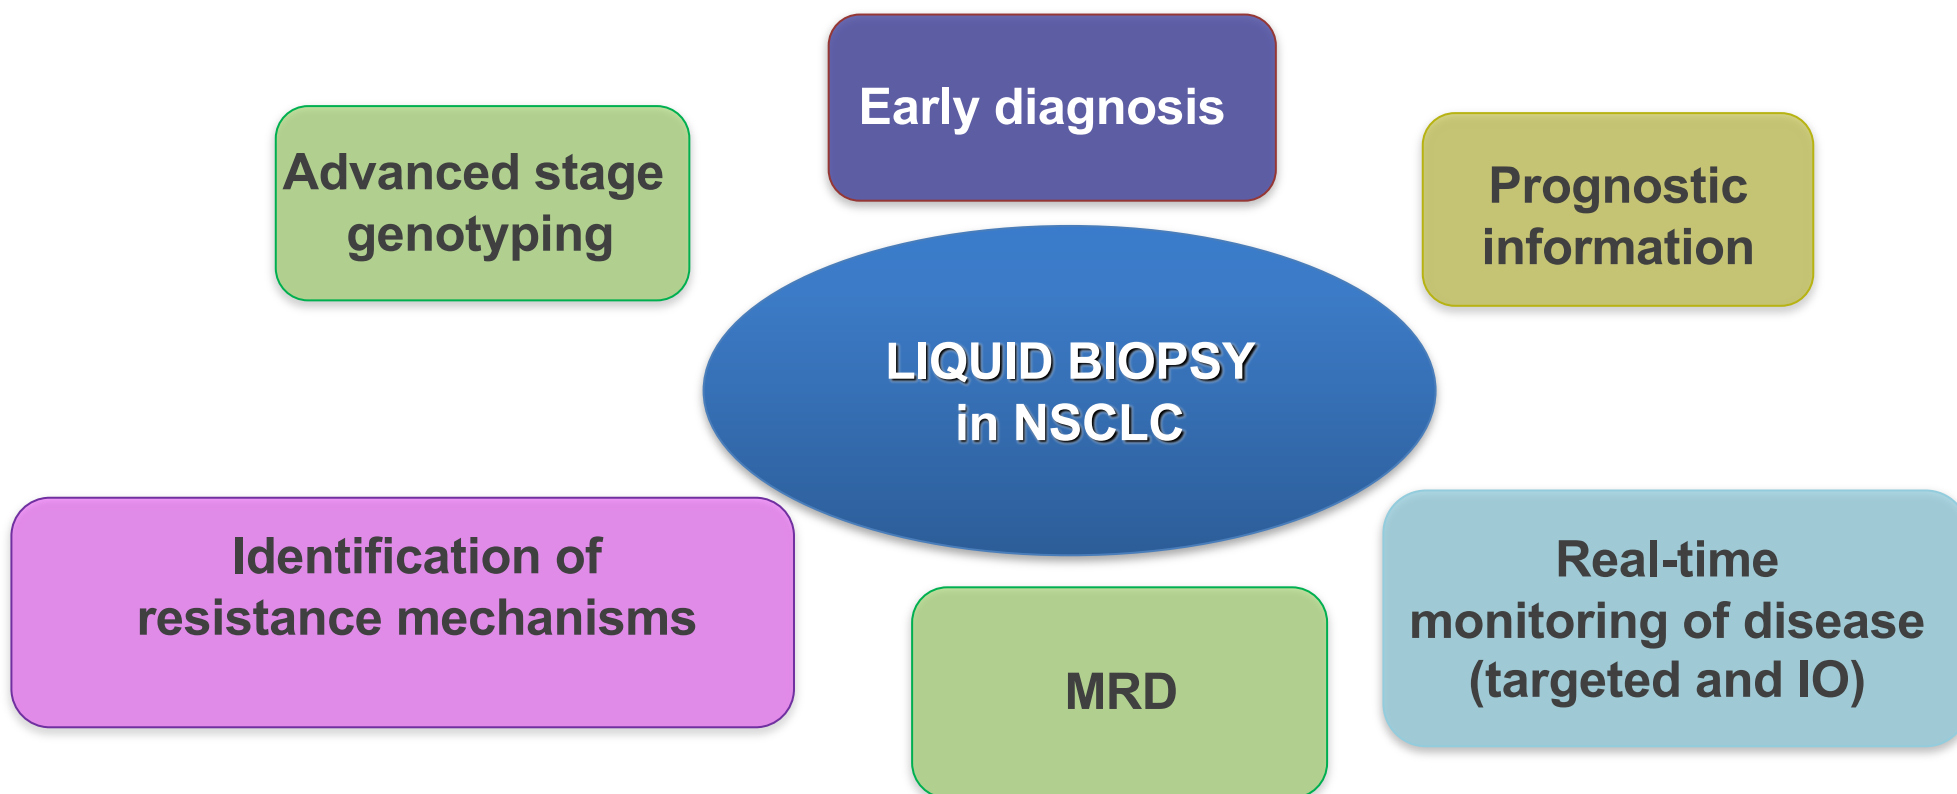 Early diagnosis
Advanced stage
genotyping
Prognostic
information
LIQUID BIOPSY
in NSCLC
Identification of
resistance mechanisms
Real-time
monitoring of disease
(targeted and IO)
MRD